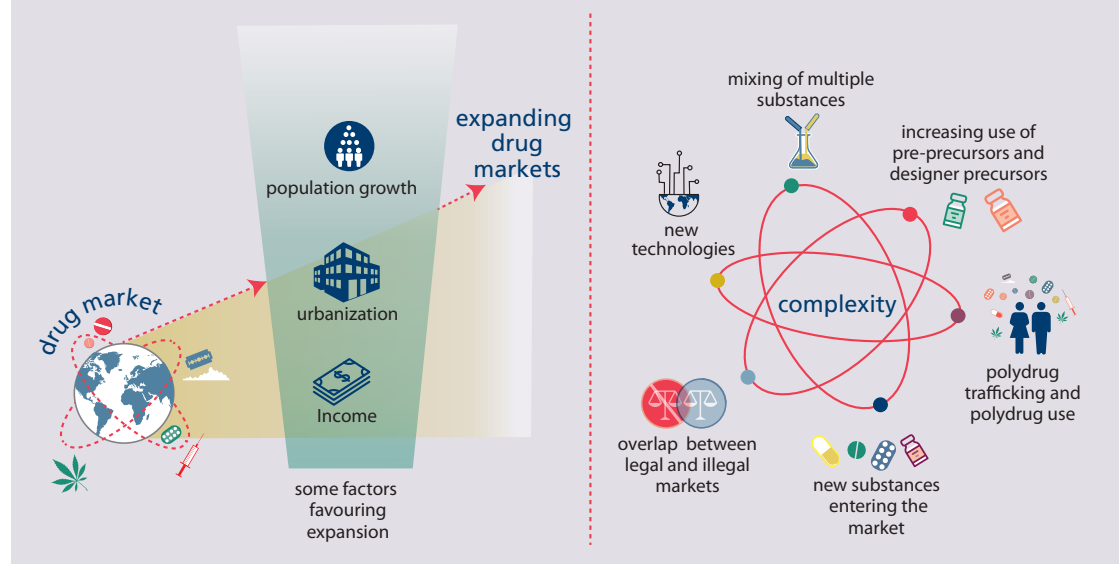 drug market
population growth
urbanization
Income
some factors
favouring
expansion
expanding
drug
markets
mixing of multiple
substances
increasing use of
pre-precursors and
designer precursors
new
technologies
complexity
polydrug
trafficking and
polydrug use
overlap between
legal and illegal
markets
new substances
entering the
market